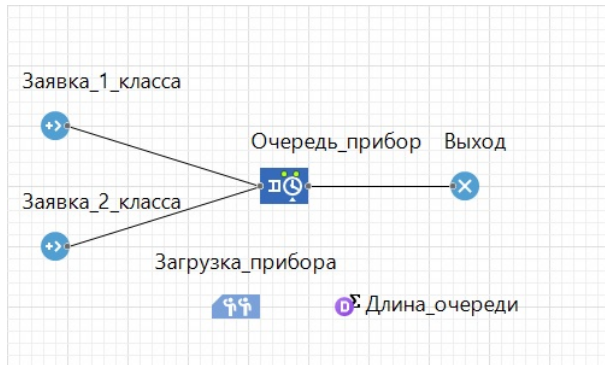 Заявка_1_класса
Очередь_прибор Выход
Заявка_2_класса
Загрузка_прибора
Длина_очереди